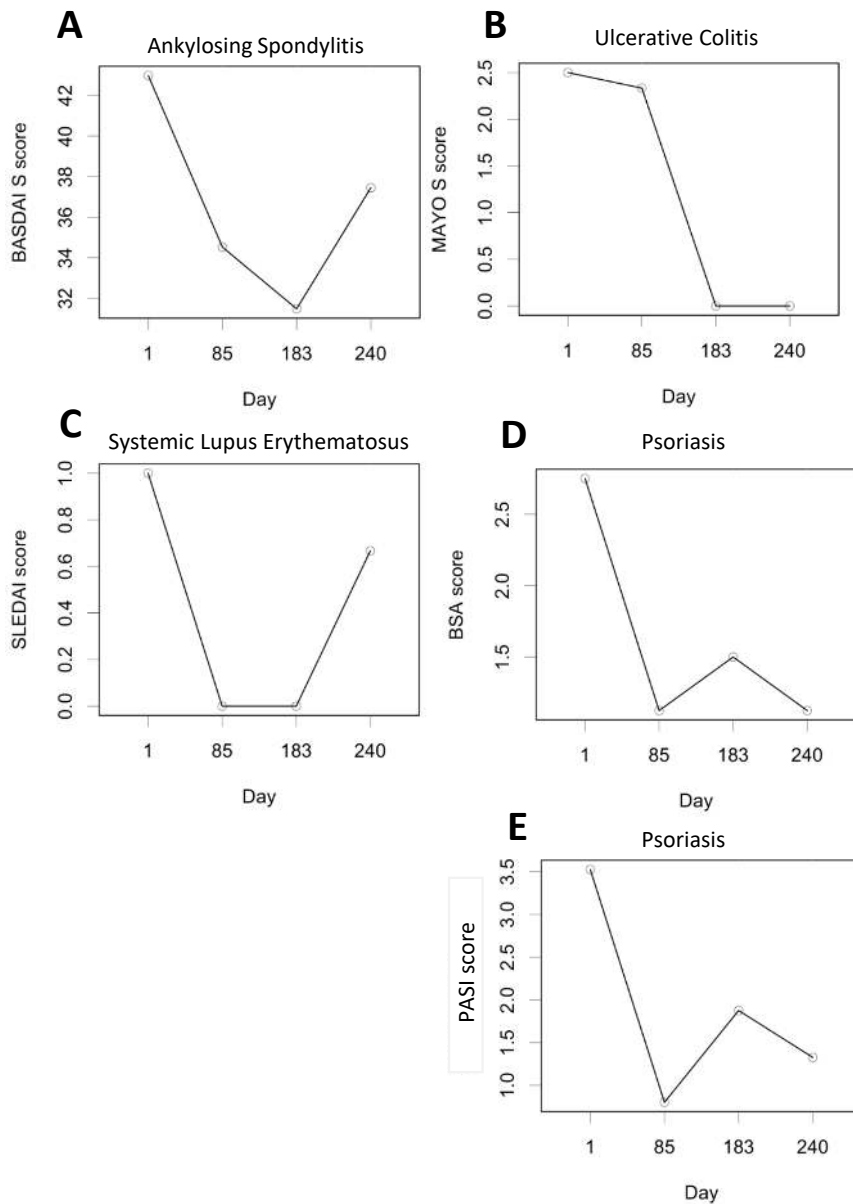 A
Ankylosing Spondylitis
BASDAI S score
42
40
38
36
34
32
1 85 183 240
Day
B
Ulcerative Colitis
MAYO S score
2.5
2.0
1.5
1.0
0.5
0.0
1 85 183 240
Day
C
Systemic Lupus Erythematosus
SLEDAI score
1.0
0.8
0.6
0.4
0.2
0.0
1 85 183 240
Day
D
Psoriasis
BSA score
2.5
2.0
1.5
1 85 183 240
Day
E
Psoriasis
PASI score
3.5
3.0
2.0
1.5
1.0
1 85 183 240
Day